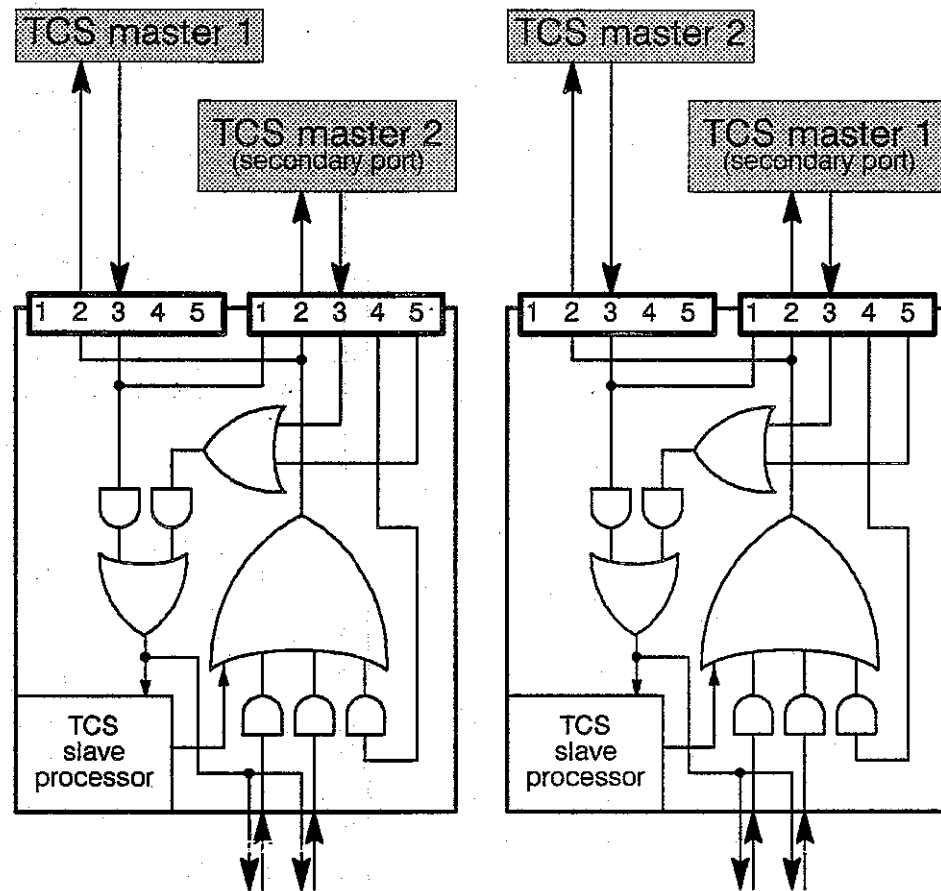 TCS master 1
TCS master 2
(secondary port)
1 2 3 4 5
1 2 3 4 5
TCS
slave
processor
TCS master 2
TCS master 1
(secondary port)
1 2 3 4 5
1 2 3 4 5
TCS
slave
processor